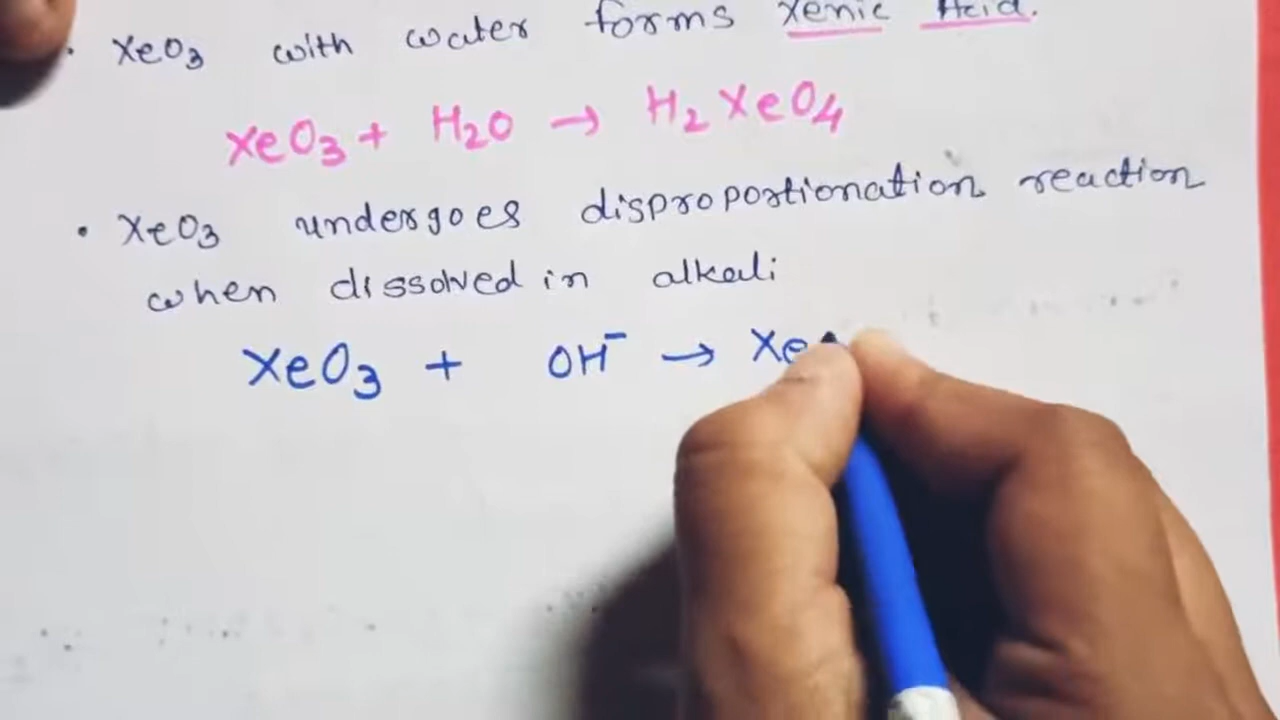 • XeO3 with water forms Xenic Acid.
XeO3 + H2O → H2XeO4
• XeO3 undergoes disproportionation reaction
when dissolved in alkali
XeO3 + OH⁻ → Xe